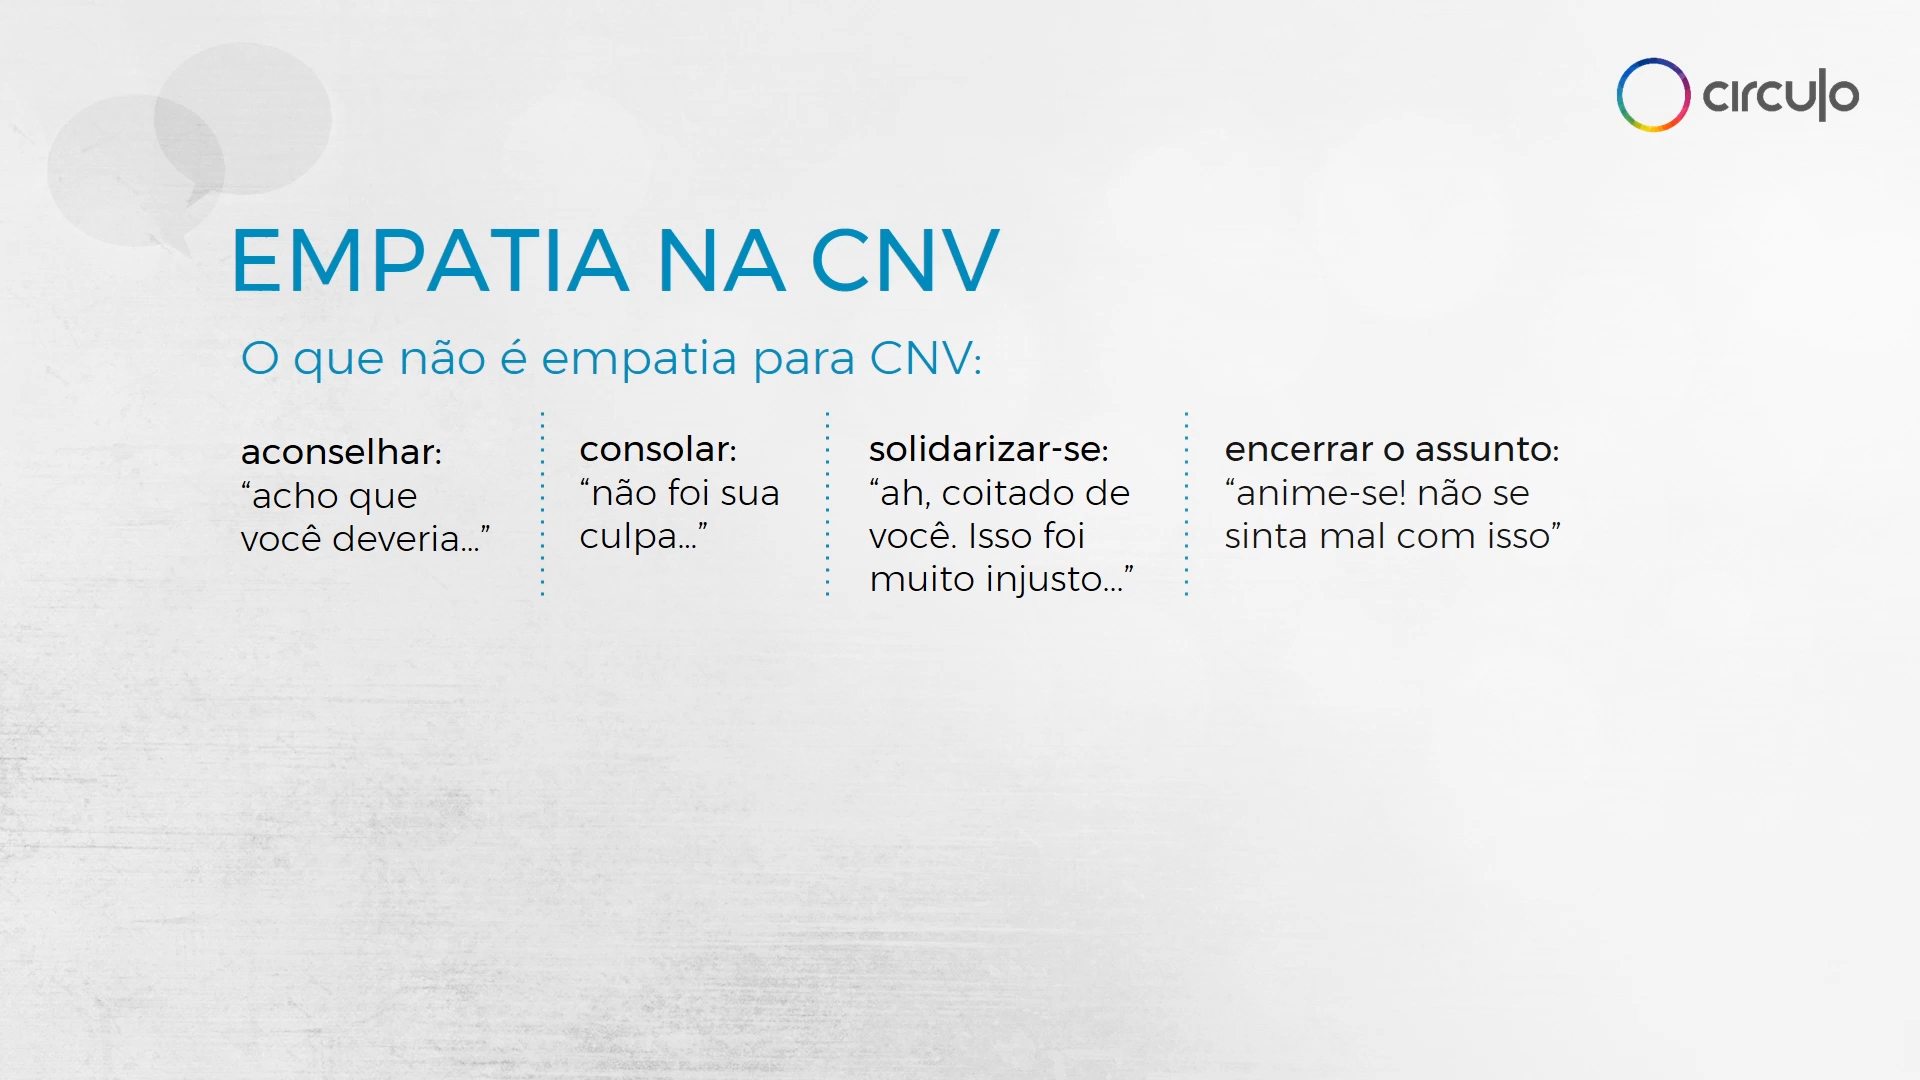 circulo
EMPATIA NA CNV
O que não é empatia para CNV:
aconselhar:
“acho que
você deveria...”
consolar:
“não foi sua
culpa...”
solidarizar-se:
“ah, coitado de
você. Isso foi
muito injusto...”
encerrar o assunto:
“anime-se! não se
sinta mal com isso”